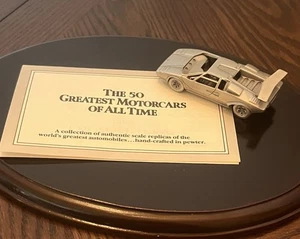 THE 50
GREATEST MOTORCARS
OF ALL TIME
A collection of authentic scale replicas of the
world's greatest automobiles...hand-crafted in pewter.